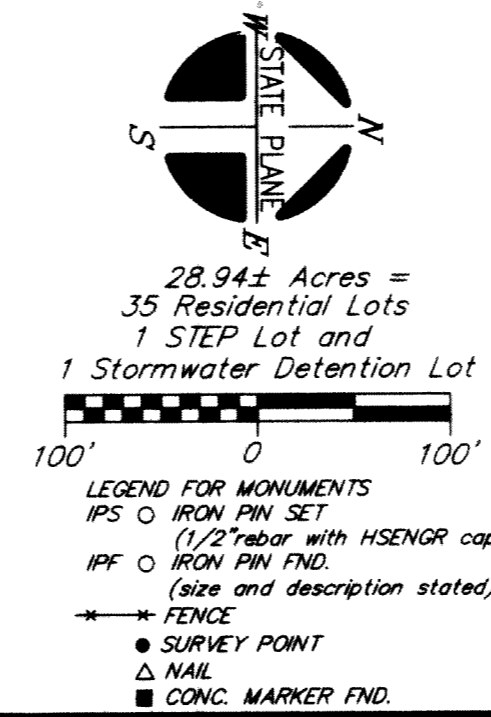 W
STATE PLANE
S
N
E
28.94± Acres =
35 Residential Lots
1 STEP Lot and
1 Stormwater Detention Lot
100' 0 100'
LEGEND FOR MONUMENTS
IPS ○ IRON PIN SET
(1/2"rebar with HSENGR cap
IPF ○ IRON PIN FND.
(size and description stated)
FENCE
● SURVEY POINT
△ NAIL
■ CONC. MARKER FND.